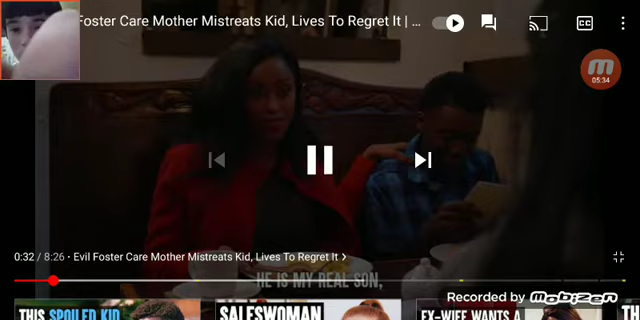 Foster Care Mother Mistreats Kid, Lives To Regret It | ...
CC
05:34
0:32 / 8:26 · Evil Foster Care Mother Mistreats Kid, Lives To Regret It >
HE IS MY REAL SON,
Recorded by mobizen
THIS SPOILED KID
SALESWOMAN
EX-WIFE WANTS A